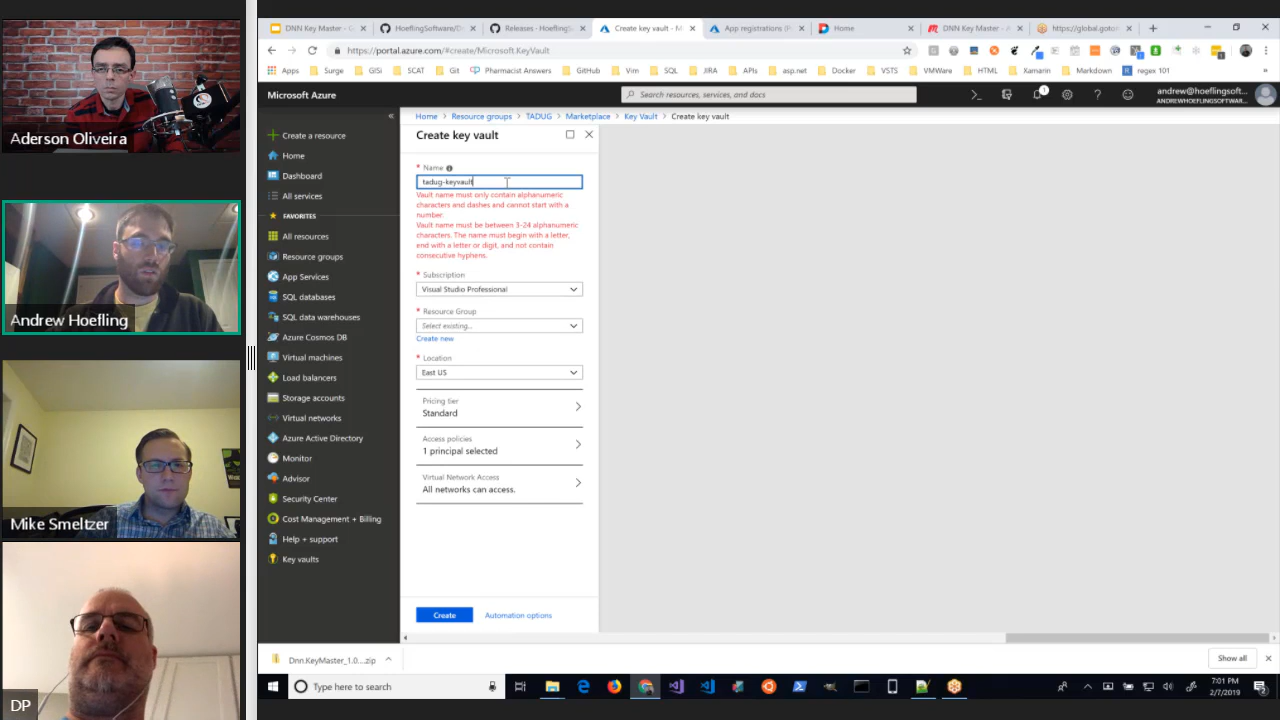 Aderson Oliveira
Andrew Hoefling
Mike Smeltzer
DP
DNN Key Master - G
HoeflingSoftware/D
Releases - Hoefling
Create key vault - M
App registrations (P
Home
DNN Key Master - P
https://global.goto
https://portal.azure.com/#create/Microsoft.KeyVault
Apps
Surge
GISi
SCAT
Git
Pharmacist Answers
GitHub
Vim
SQL
JIRA
APIs
asp.net
Docker
VSTS
VMWare
HTML
Xamarin
Markdown
regex 101
Microsoft Azure
Search resources, services, and docs
1
andrew@hoeflingsoft...
ANDREWHOEFLINGSOFTWAR...
Create a resource
Home
Dashboard
All services
FAVORITES
All resources
Resource groups
App Services
SQL databases
SQL data warehouses
Azure Cosmos DB
Virtual machines
Load balancers
Storage accounts
Virtual networks
Azure Active Directory
Monitor
Advisor
Security Center
Cost Management + Billing
Help + support
Key vaults
Home
Resource groups
TADUG
Marketplace
Key Vault
Create key vault
Create key vault
* Name
tadug-keyvault
Vault name must only contain alphanumeric
characters and dashes and cannot start with a
number.
Vault name must be between 3-24 alphanumeric
characters. The name must begin with a letter,
end with a letter or digit, and not contain
consecutive hyphens.
* Subscription
Visual Studio Professional
* Resource Group
Select existing...
Create new
* Location
East US
Pricing tier
Standard
Access policies
1 principal selected
Virtual Network Access
All networks can access.
Create
Automation options
Dnn.KeyMaster_1.0....zip
Show all
Type here to search
7:01 PM
2/7/2019